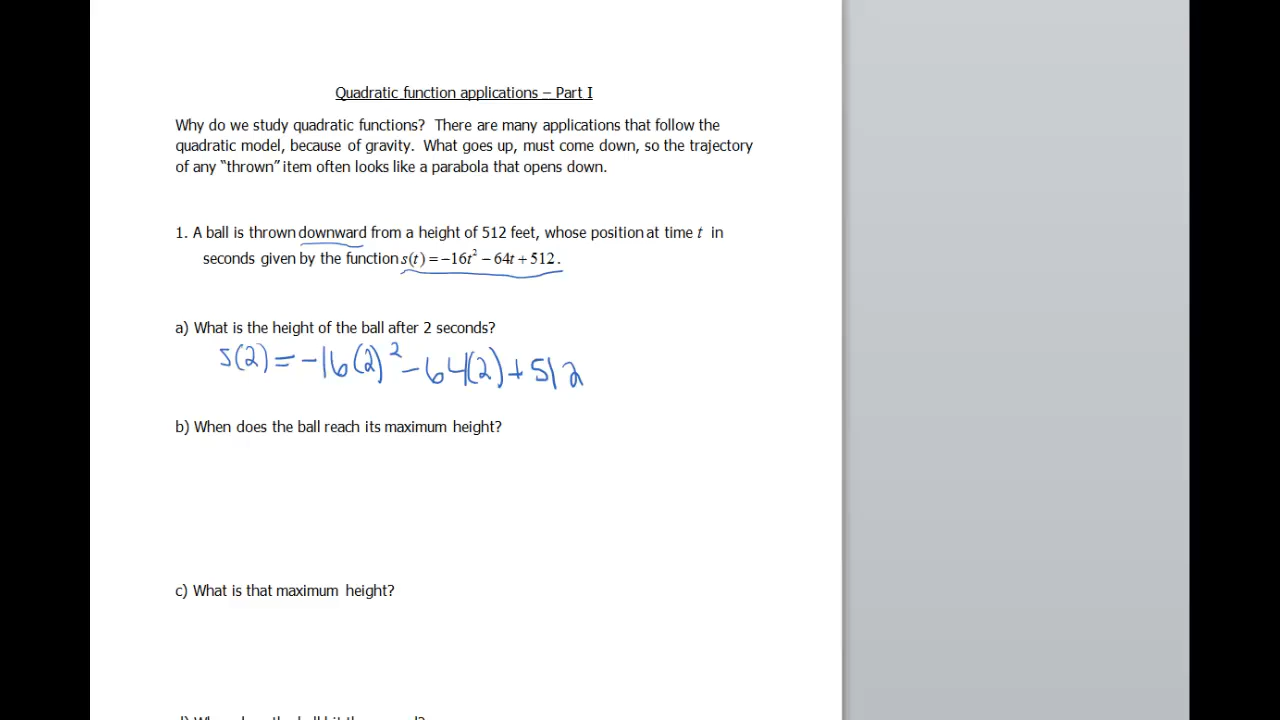 Quadratic function applications – Part I
Why do we study quadratic functions? There are many applications that follow the
quadratic model, because of gravity. What goes up, must come down, so the trajectory
of any "thrown" item often looks like a parabola that opens down.
1. A ball is thrown downward from a height of 512 feet, whose position at time t in
seconds given by the function s(t) = −16t² − 64t + 512.
a) What is the height of the ball after 2 seconds?
s(2) = −16(2)² − 64(2) + 512
b) When does the ball reach its maximum height?
c) What is that maximum height?